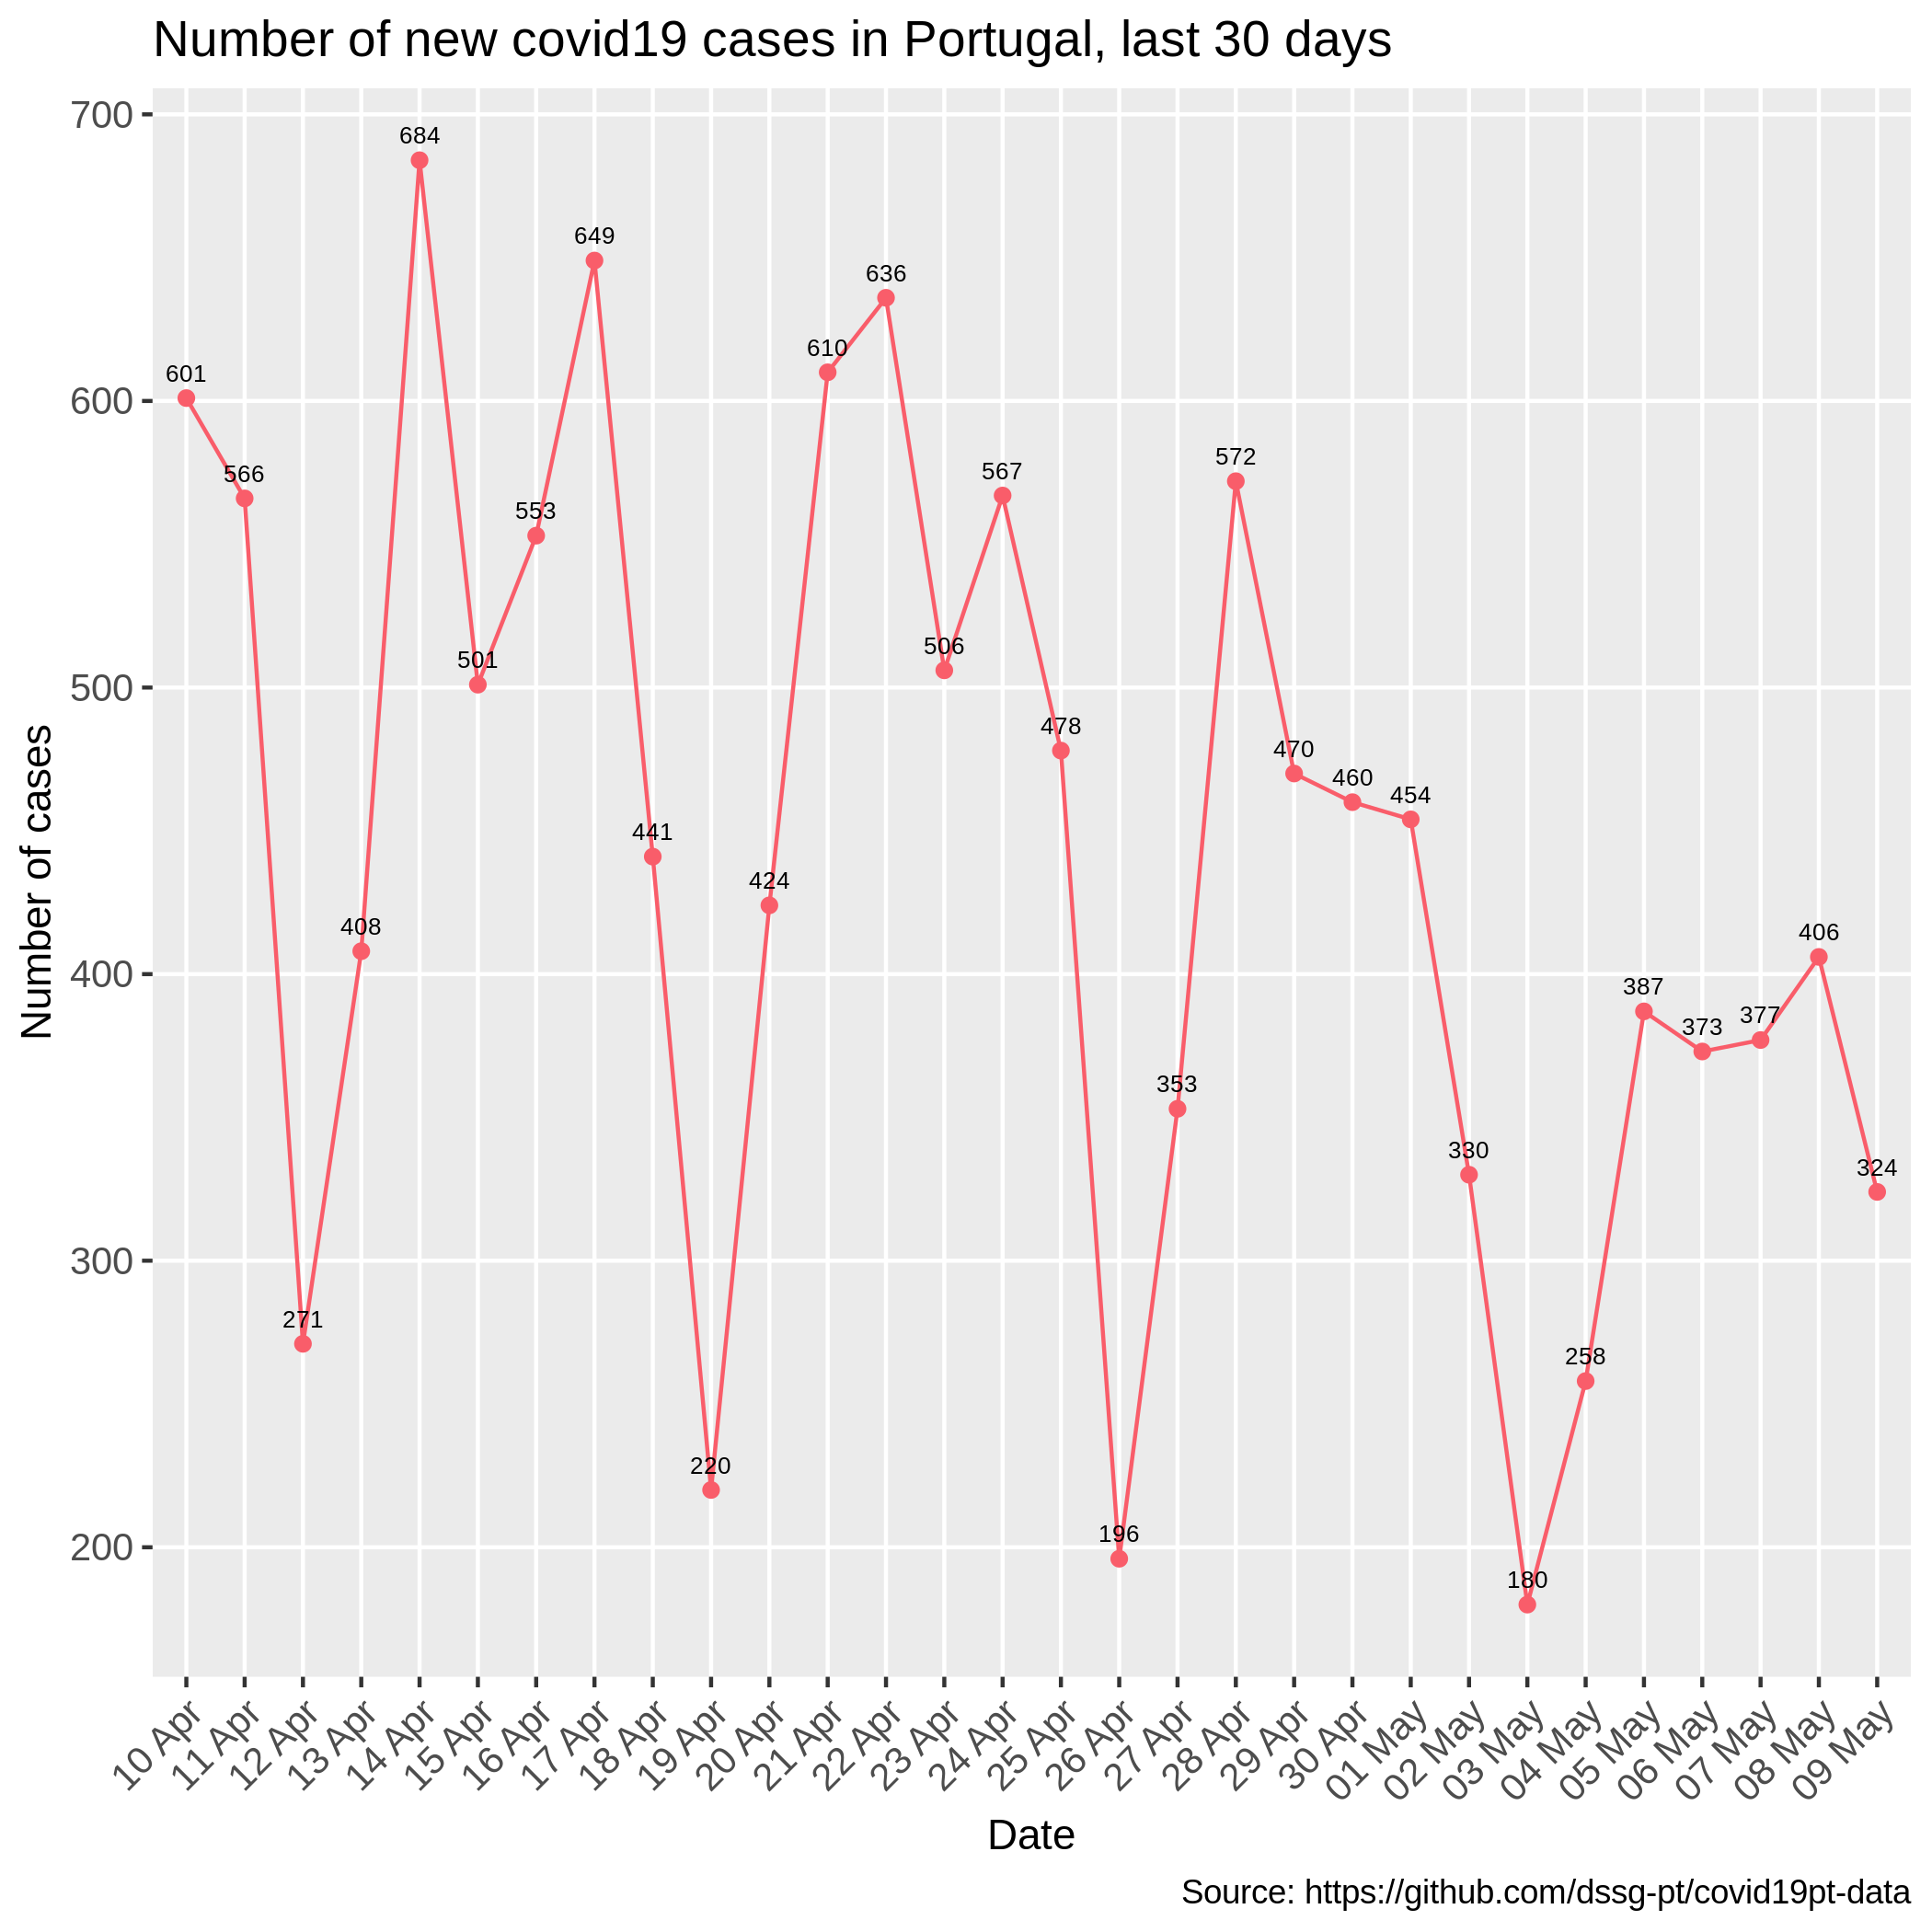 Number of new covid19 cases in Portugal, last 30 days
Number of cases
700
600
500
400
300
200
601
566
271
408
684
501
553
649
441
220
424
610
636
506
567
478
196
353
572
470
460
454
330
180
258
387
373
377
406
324
10 Apr
11 Apr
12 Apr
13 Apr
14 Apr
15 Apr
16 Apr
17 Apr
18 Apr
19 Apr
20 Apr
21 Apr
22 Apr
23 Apr
24 Apr
25 Apr
26 Apr
27 Apr
28 Apr
29 Apr
30 Apr
01 May
02 May
03 May
04 May
05 May
06 May
07 May
08 May
09 May
Date
Source: https://github.com/dssg-pt/covid19pt-data